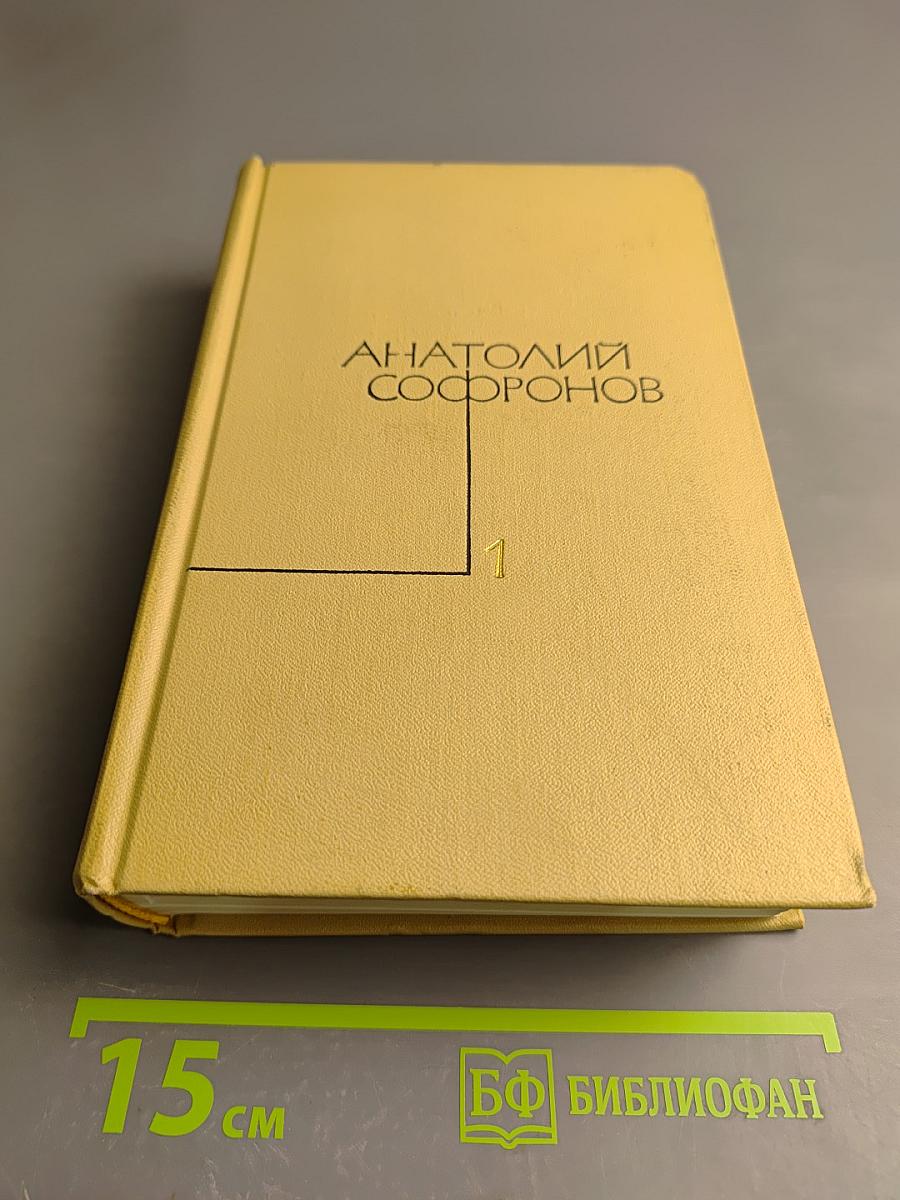 АНАТОЛИЙ
СОФРОНОВ
1
15 см
БФ БИБЛИОФАН